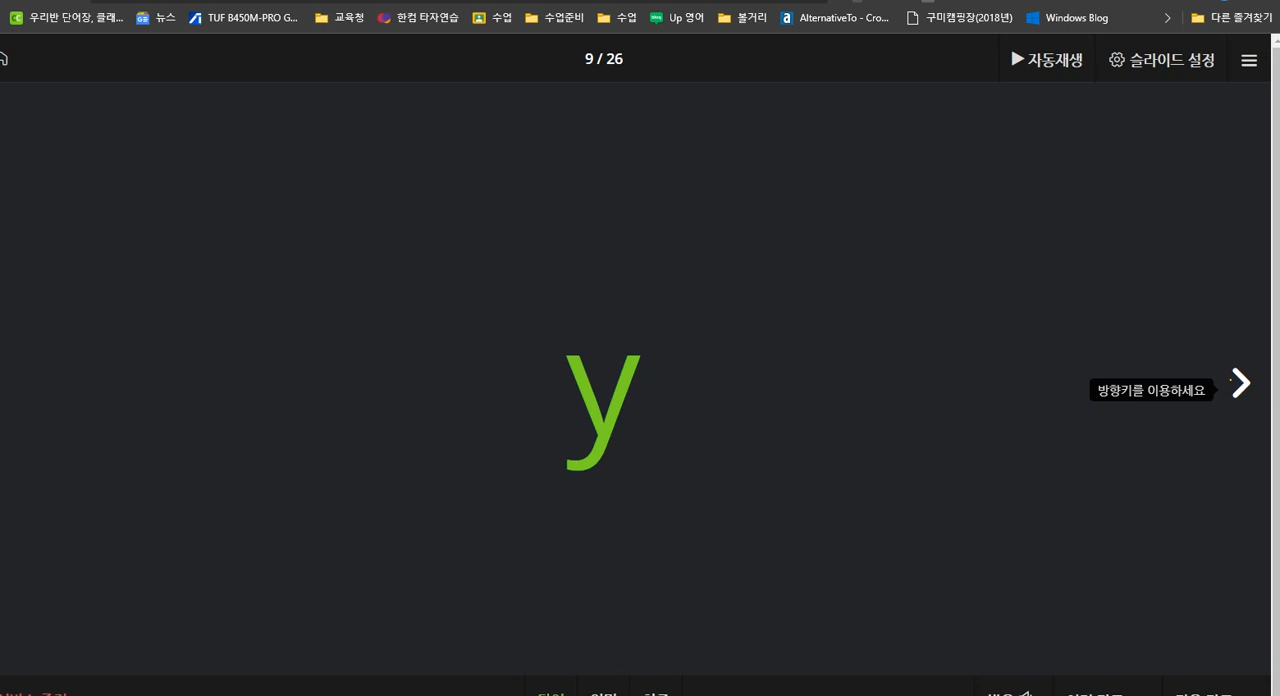 우리반 단어장, 클래... 뉴스 TUF B450M-PRO G... 교육청 한컴 타자연습 수업 수업준비 수업 Up 영어 볼거리 AlternativeTo - Cro... 구미캠핑장(2018년) Windows Blog 다른 즐겨찾기
9 / 26 자동재생 슬라이드 설정
y
방향키를 이용하세요